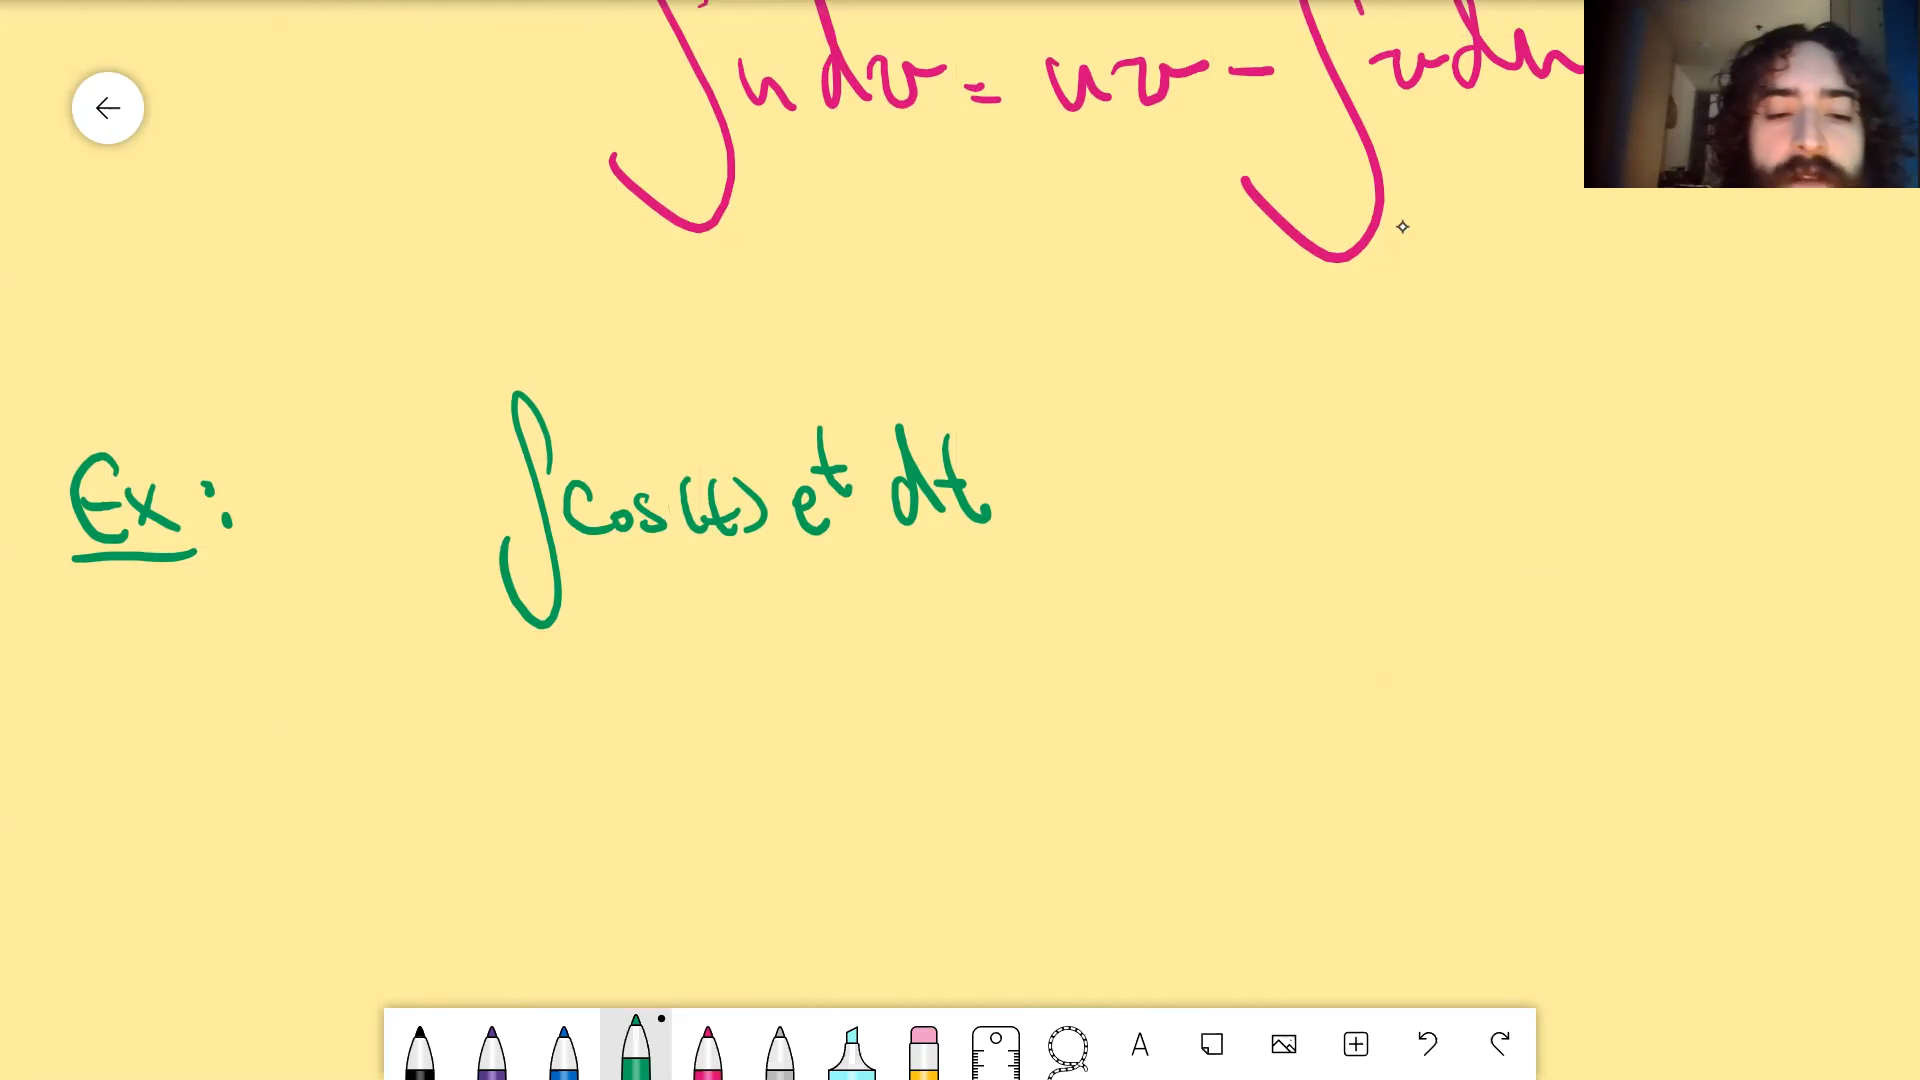 ∫ u dv = uv - ∫ v du
Ex: ∫ cos(t) e^t dt
A